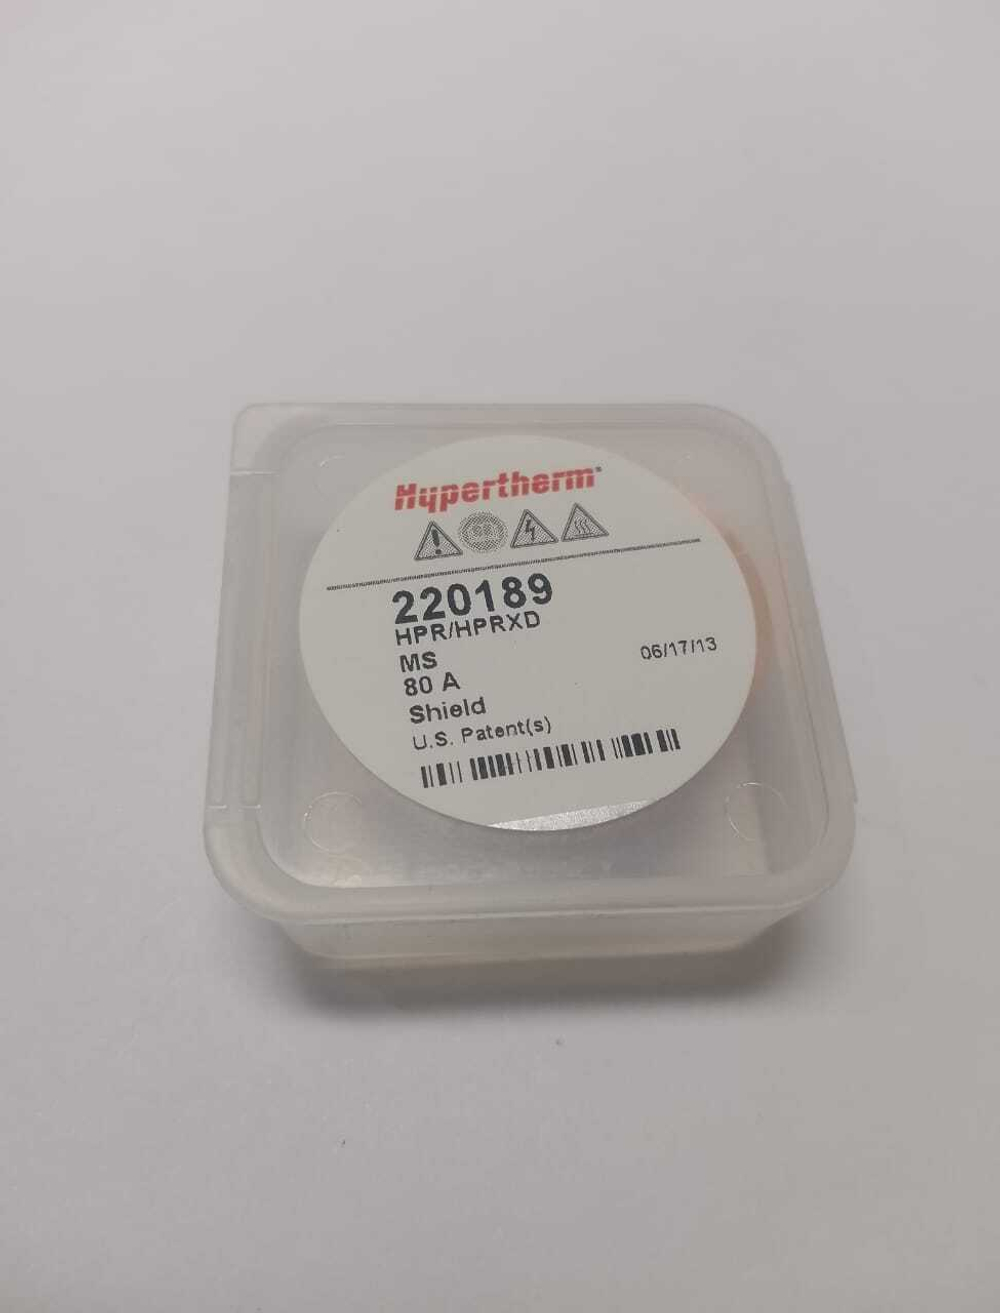 Hypertherm
220189
HPR/HPRXD
MS
06/17/13
80 A
Shield
U.S. Patent(s)